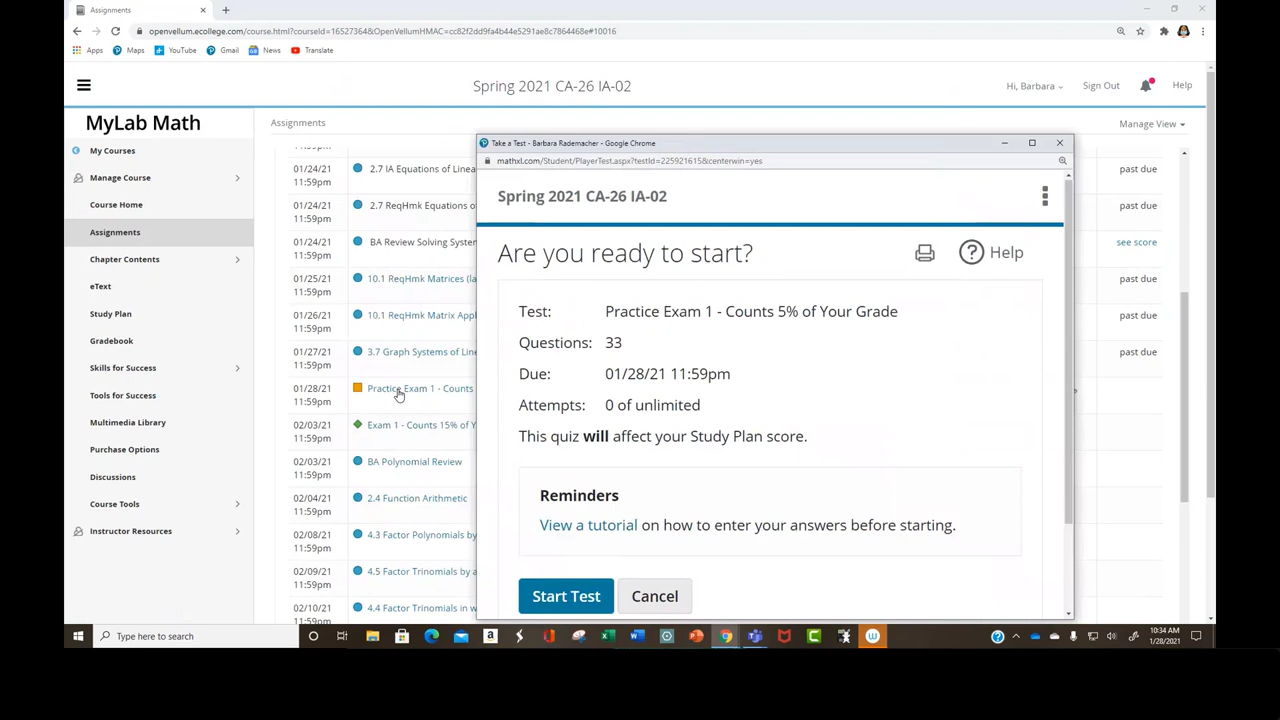 Assignments
openvellum.ecollege.com/course.html?courseId=16527364&OpenVellumHMAC=cc82f2dd9fa4b44e5291ae8c7864468e#10016
Apps
Maps
YouTube
Gmail
News
Translate
Spring 2021 CA-26 IA-02
Hi, Barbara
Sign Out
Help
MyLab Math
Assignments
Manage View
My Courses
Manage Course
Course Home
Assignments
Chapter Contents
eText
Study Plan
Gradebook
Skills for Success
Tools for Success
Multimedia Library
Purchase Options
Discussions
Course Tools
Instructor Resources
11:59pm
01/24/21 2.7 IA Equations of Linea past due
11:59pm
01/24/21 2.7 ReqHmk Equations o past due
11:59pm
01/24/21 BA Review Solving System see score
11:59pm
01/25/21 10.1 ReqHmk Matrices (la past due
11:59pm
01/26/21 10.1 ReqHmk Matrix Appl past due
11:59pm
01/27/21 3.7 Graph Systems of Line past due
11:59pm
01/28/21 Practice Exam 1 - Counts
11:59pm
02/03/21 Exam 1 - Counts 15% of Y
11:59pm
02/03/21 BA Polynomial Review
11:59pm
02/04/21 2.4 Function Arithmetic
11:59pm
02/08/21 4.3 Factor Polynomials by
11:59pm
02/09/21 4.5 Factor Trinomials by a
11:59pm
02/10/21 4.4 Factor Trinomials in w
11:59pm
Take a Test - Barbara Rademacher - Google Chrome
mathxl.com/Student/PlayerTest.aspx?testId=225921615&centerwin=yes
Spring 2021 CA-26 IA-02
Are you ready to start?
Help
Test: Practice Exam 1 - Counts 5% of Your Grade
Questions: 33
Due: 01/28/21 11:59pm
Attempts: 0 of unlimited
This quiz will affect your Study Plan score.
Reminders
View a tutorial on how to enter your answers before starting.
Start Test
Cancel
Type here to search
10:34 AM
1/28/2021